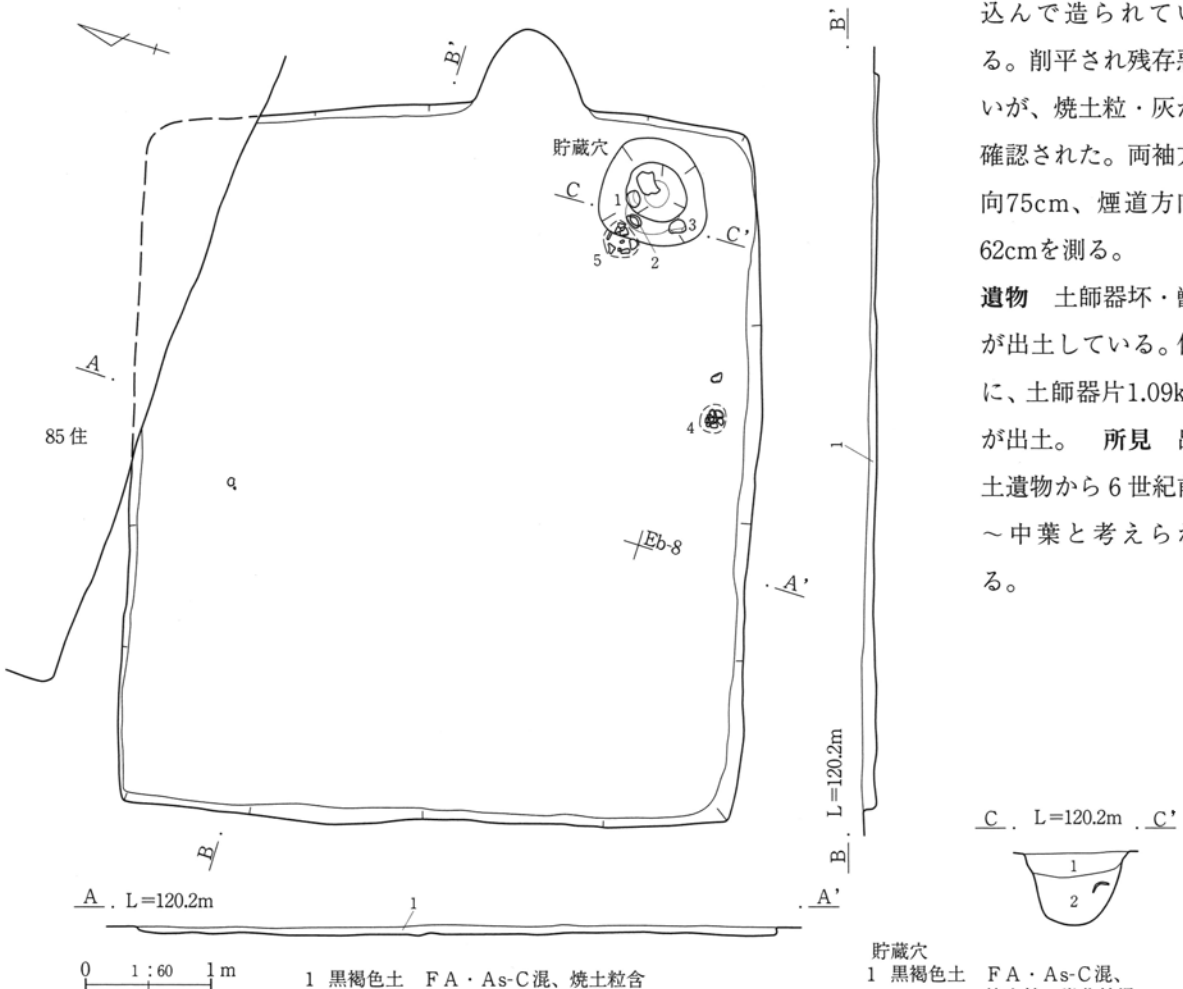 B'
B'
貯蔵穴
C
1
3
C'
5
2
A
85住
4
1
Eb-8
A'
B
B L=120.2m
A . L=120.2m
1
A'
0 1:60 1m
1 黒褐色土 FA・As-C混、焼土粒含
C . L=120.2m . C'
1
2
貯蔵穴
1 黒褐色土 FA・As-C混、
込んで造られてい
る。削平され残存
いが、焼土粒・灰
確認された。両袖
向75cm、煙道方
62cmを測る。
遺物 土師器坏・
が出土している。
に、土師器片1.09k
が出土。 所見
土遺物から6世紀
～中葉と考えら
る。